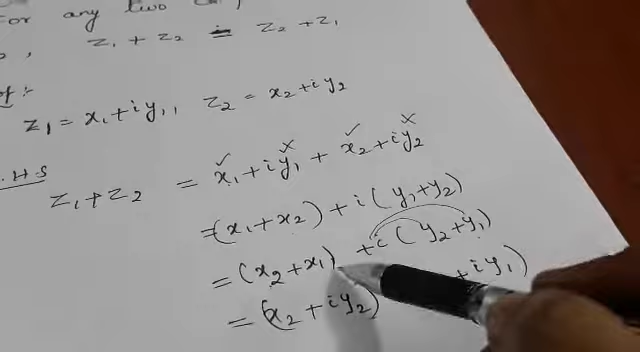 For any two
z₁ + z₂ = z₂ + z₁
z₁ = x₁ + iy₁, z₂ = x₂ + iy₂
.H.S
z₁ + z₂ = x₁ + iy₁ + x₂ + iy₂
= (x₁ + x₂) + i(y₁ + y₂)
= (x₂ + x₁) + i(y₂ + y₁)
= (x₂ + iy₂) + iy₁)